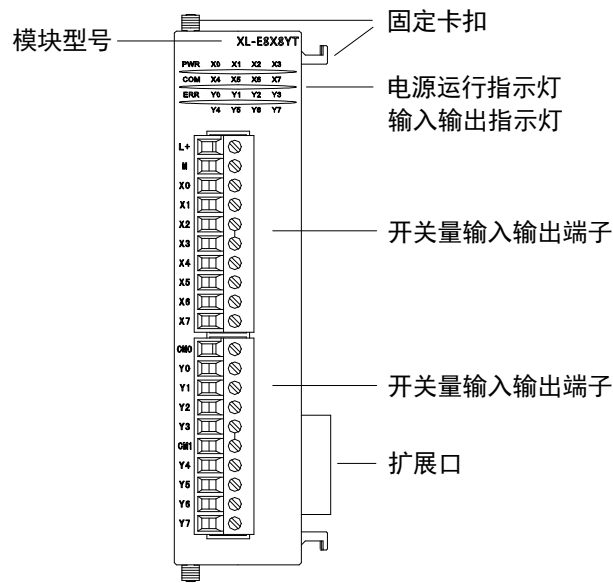 固定卡扣
模块型号
XL-E8X8YT
PWR X0 X1 X2 X3
COM X4 X5 X6 X7
ERR Y0 Y1 Y2 Y3
Y4 Y5 Y6 Y7
电源运行指示灯
输入输出指示灯
L+
M
X0
X1
X2
X3
X4
X5
X6
X7
开关量输入输出端子
CM0
Y0
Y1
Y2
Y3
CM1
Y4
Y5
Y6
Y7
开关量输入输出端子
扩展口